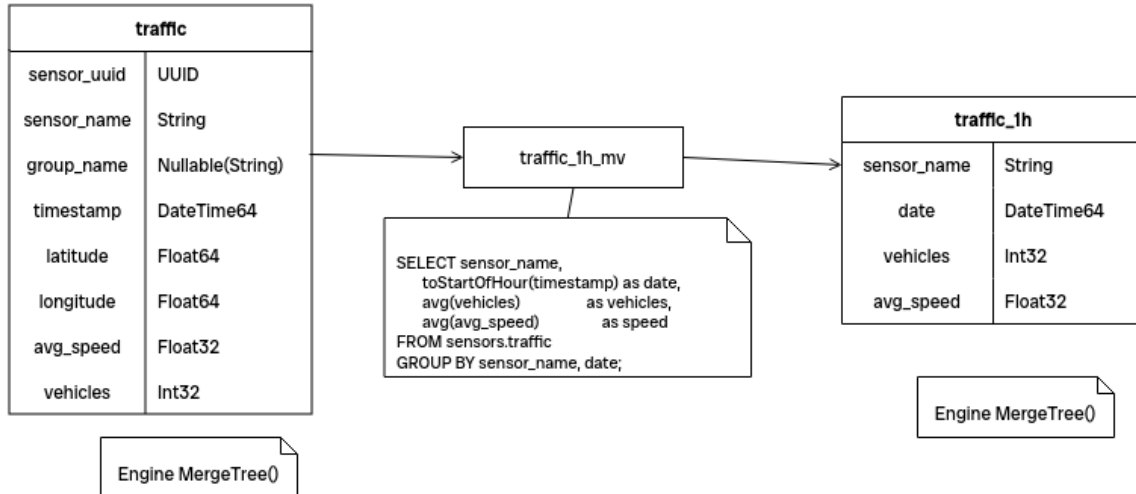 traffic
sensor_uuid UUID
sensor_name String
group_name Nullable(String)
timestamp DateTime64
latitude Float64
longitude Float64
avg_speed Float32
vehicles Int32
Engine MergeTree()
traffic_1h_mv
SELECT sensor_name,
toStartOfHour(timestamp) as date,
avg(vehicles) as vehicles,
avg(avg_speed) as speed
FROM sensors.traffic
GROUP BY sensor_name, date;
traffic_1h
sensor_name String
date DateTime64
vehicles Int32
avg_speed Float32
Engine MergeTree()